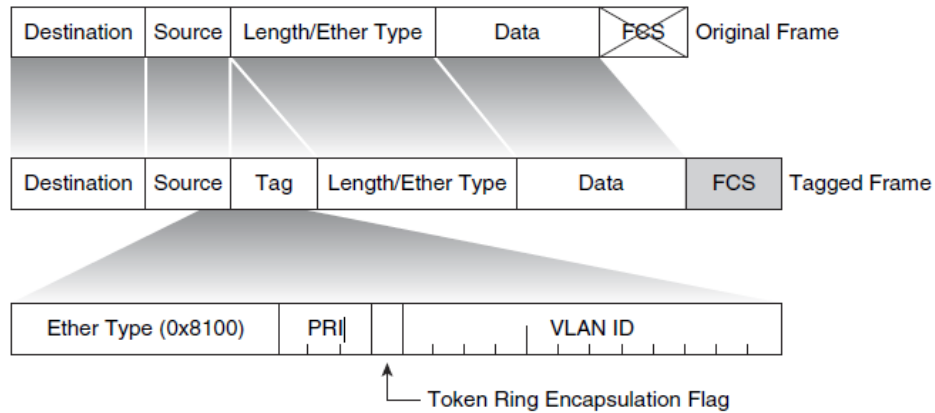 Destination Source Length/Ether Type Data FCS Original Frame
Destination Source Tag Length/Ether Type Data FCS Tagged Frame
Ether Type (0x8100) PRI VLAN ID
Token Ring Encapsulation Flag